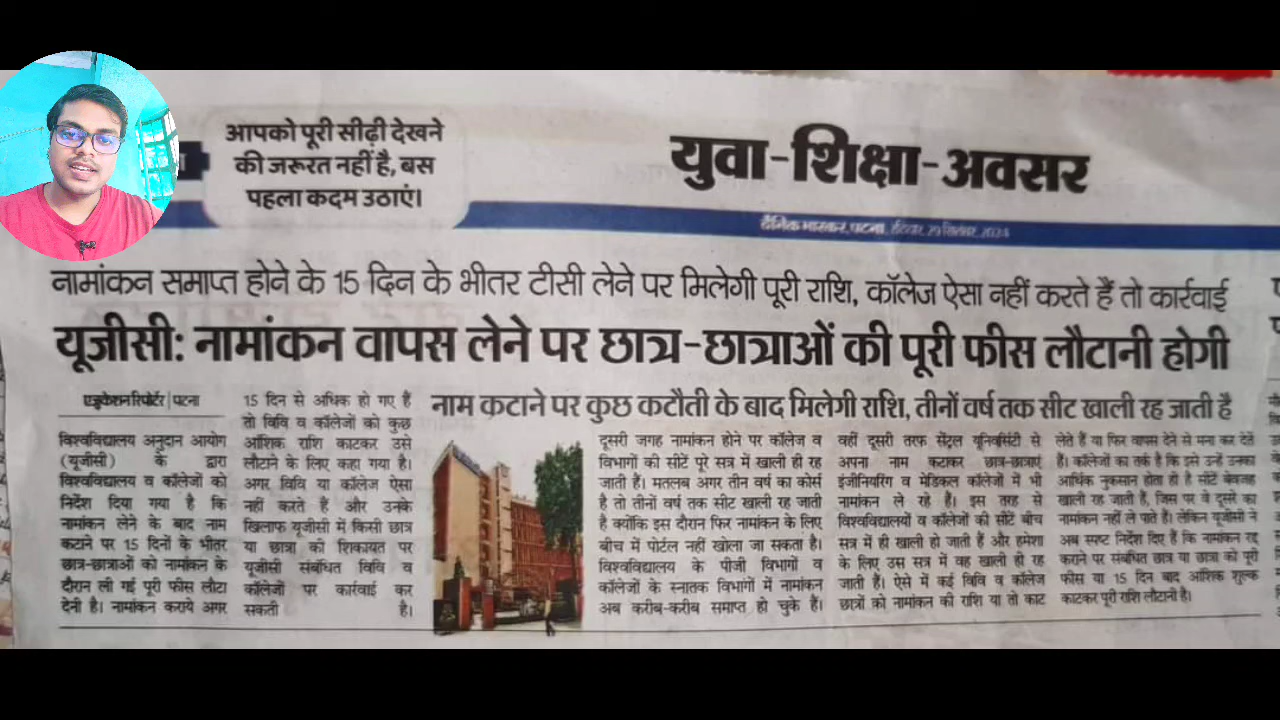 आपको पूरी सीढ़ी देखने
की जरूरत नहीं है, बस
पहला कदम उठाएं।
युवा-शिक्षा-अवसर
दैनिक भास्कर, पटना, रविवार, 29 सितंबर, 2024
नामांकन समाप्त होने के 15 दिन के भीतर टीसी लेने पर मिलेगी पूरी राशि, कॉलेज ऐसा नहीं करते हैं तो कार्रवाई
यूजीसी: नामांकन वापस लेने पर छात्र-छात्राओं की पूरी फीस लौटानी होगी
एजुकेशन रिपोर्टर | पटना
विश्वविद्यालय अनुदान आयोग
(यूजीसी) के द्वारा
विश्वविद्यालय व कॉलेजों को
निर्देश दिया गया है कि
नामांकन लेने के बाद नाम
कटाने पर 15 दिनों के भीतर
छात्र-छात्राओं को नामांकन के
दौरान ली गई पूरी फीस लौटा
देनी है। नामांकन कराये अगर
15 दिन से अधिक हो गए हैं
तो विवि व कॉलेजों को कुछ
आंशिक राशि काटकर उसे
लौटाने के लिए कहा गया है।
अगर विवि या कॉलेज ऐसा
नहीं करते हैं और उनके
खिलाफ यूजीसी में किसी छात्र
या छात्रा की शिकायत पर
यूजीसी संबंधित विवि व
कॉलेजों पर कार्रवाई कर
सकती है।
नाम कटाने पर कुछ कटौती के बाद मिलेगी राशि, तीनों वर्ष तक सीट खाली रह जाती है
दूसरी जगह नामांकन होने पर कॉलेज व
विभागों की सीटें पूरे सत्र में खाली ही रह
जाती हैं। मतलब अगर तीन वर्ष का कोर्स
है तो तीनों वर्ष तक सीट खाली रह जाती
है क्योंकि इस दौरान फिर नामांकन के लिए
बीच में पोर्टल नहीं खोला जा सकता है।
विश्वविद्यालय के पीजी विभागों व
कॉलेजों के स्नातक विभागों में नामांकन
अब करीब-करीब समाप्त हो चुके हैं।
वहीं दूसरी तरफ सेंट्रल यूनिवर्सिटी से
अपना नाम कटाकर छात्र-छात्राएं
इंजीनियरिंग व मेडिकल कॉलेजों में भी
नामांकन ले रहे हैं। इस तरह से
विश्वविद्यालयों व कॉलेजों की सीटें बीच
सत्र में ही खाली हो जाती हैं और हमेशा
के लिए उस सत्र में वह खाली ही रह
जाती हैं। ऐसे में कई विवि व कॉलेज
छात्रों को नामांकन की राशि या तो काट
लेते हैं या फिर वापस देने से मना कर देते
हैं। कॉलेजों का तर्क है कि इसे उन्हें उनका
आर्थिक नुकसान होता ही है सीटें बेवजह
खाली रह जाती हैं, जिस पर वे दूसरे का
नामांकन नहीं ले पाते हैं। लेकिन यूजीसी ने
अब स्पष्ट निर्देश दिए हैं कि नामांकन रद्द
कराने पर संबंधित छात्र या छात्रा को पूरी
फीस या 15 दिन बाद आंशिक शुल्क
काटकर पूरी राशि लौटानी है।